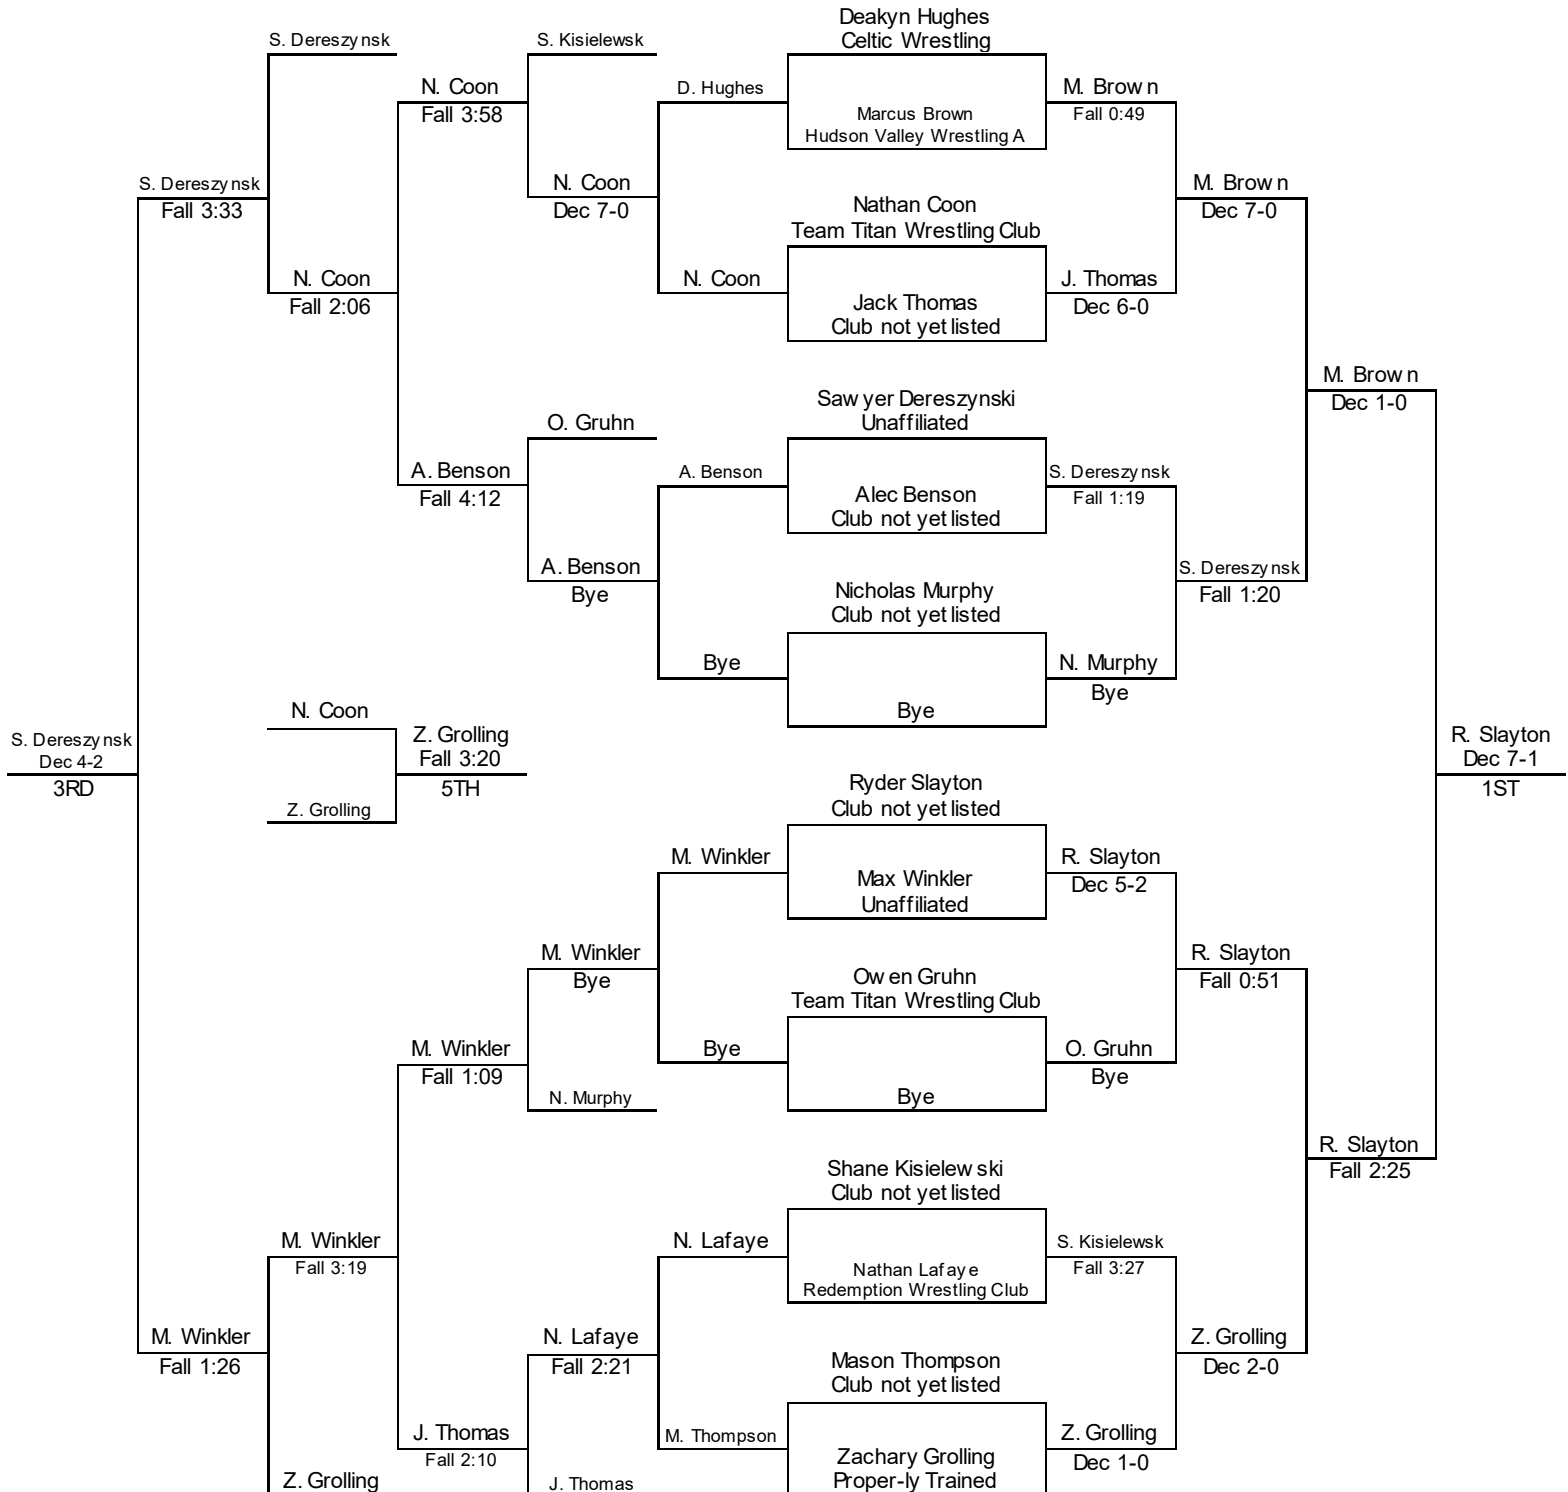 Deakyn Hughes
Celtic Wrestling
S. Dereszynsk
S. Kisielewsk
N. Coon
Fall 3:58
D. Hughes
M. Brown
Fall 0:49
Marcus Brown
Hudson Valley Wrestling A
S. Dereszynsk
Fall 3:33
N. Coon
Dec 7-0
M. Brown
Dec 7-0
Nathan Coon
Team Titan Wrestling Club
N. Coon
Fall 2:06
N. Coon
J. Thomas
Dec 6-0
Jack Thomas
Club not yet listed
M. Brown
Dec 1-0
Sawyer Dereszynski
Unaffiliated
O. Gruhn
A. Benson
Fall 4:12
A. Benson
S. Dereszynsk
Fall 1:19
Alec Benson
Club not yet listed
A. Benson
Bye
S. Dereszynsk
Fall 1:20
Nicholas Murphy
Club not yet listed
Bye
N. Murphy
Bye
Bye
N. Coon
S. Dereszynsk
Dec 4-2
3RD
Z. Grolling
Fall 3:20
5TH
R. Slayton
Dec 7-1
1ST
Z. Grolling
Ryder Slayton
Club not yet listed
M. Winkler
R. Slayton
Dec 5-2
Max Winkler
Unaffiliated
M. Winkler
Bye
R. Slayton
Fall 0:51
Owen Gruhn
Team Titan Wrestling Club
M. Winkler
Fall 1:09
Bye
O. Gruhn
Bye
N. Murphy
Bye
R. Slayton
Fall 2:25
Shane Kisielewski
Club not yet listed
M. Winkler
Fall 3:19
N. Lafaye
S. Kisielewsk
Fall 3:27
Nathan Lafaye
Redemption Wrestling Club
M. Winkler
Fall 1:26
N. Lafaye
Fall 2:21
Z. Grolling
Dec 2-0
Mason Thompson
Club not yet listed
J. Thomas
Fall 2:10
M. Thompson
Z. Grolling
Dec 1-0
Zachary Grolling
Proper-ly Trained
Z. Grolling
J. Thomas